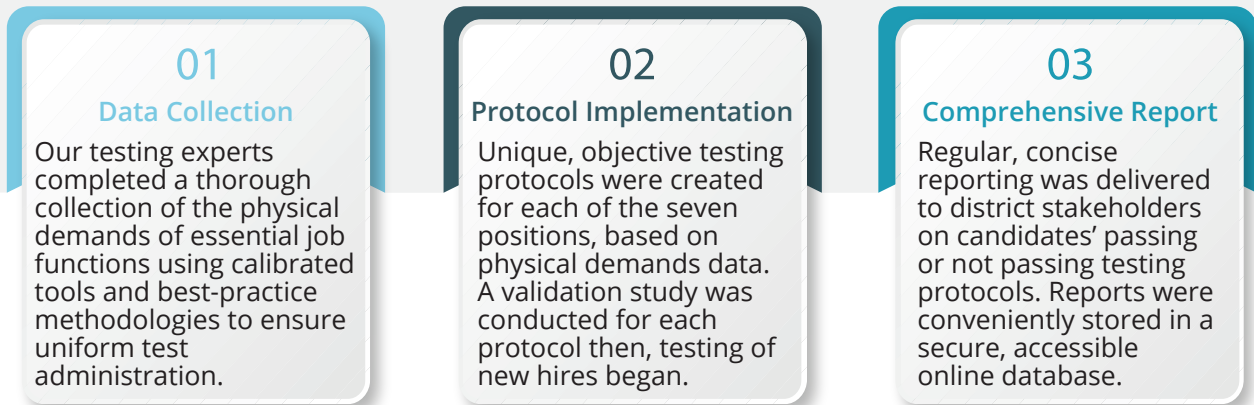 01
Data Collection
Our testing experts
completed a thorough
collection of the physical
demands of essential job
functions using calibrated
tools and best-practice
methodologies to ensure
uniform test
administration.
02
Protocol Implementation
Unique, objective testing
protocols were created
for each of the seven
positions, based on
physical demands data.
A validation study was
conducted for each
protocol then, testing of
new hires began.
03
Comprehensive Report
Regular, concise
reporting was delivered
to district stakeholders
on candidates’ passing
or not passing testing
protocols. Reports were
conveniently stored in a
secure, accessible
online database.